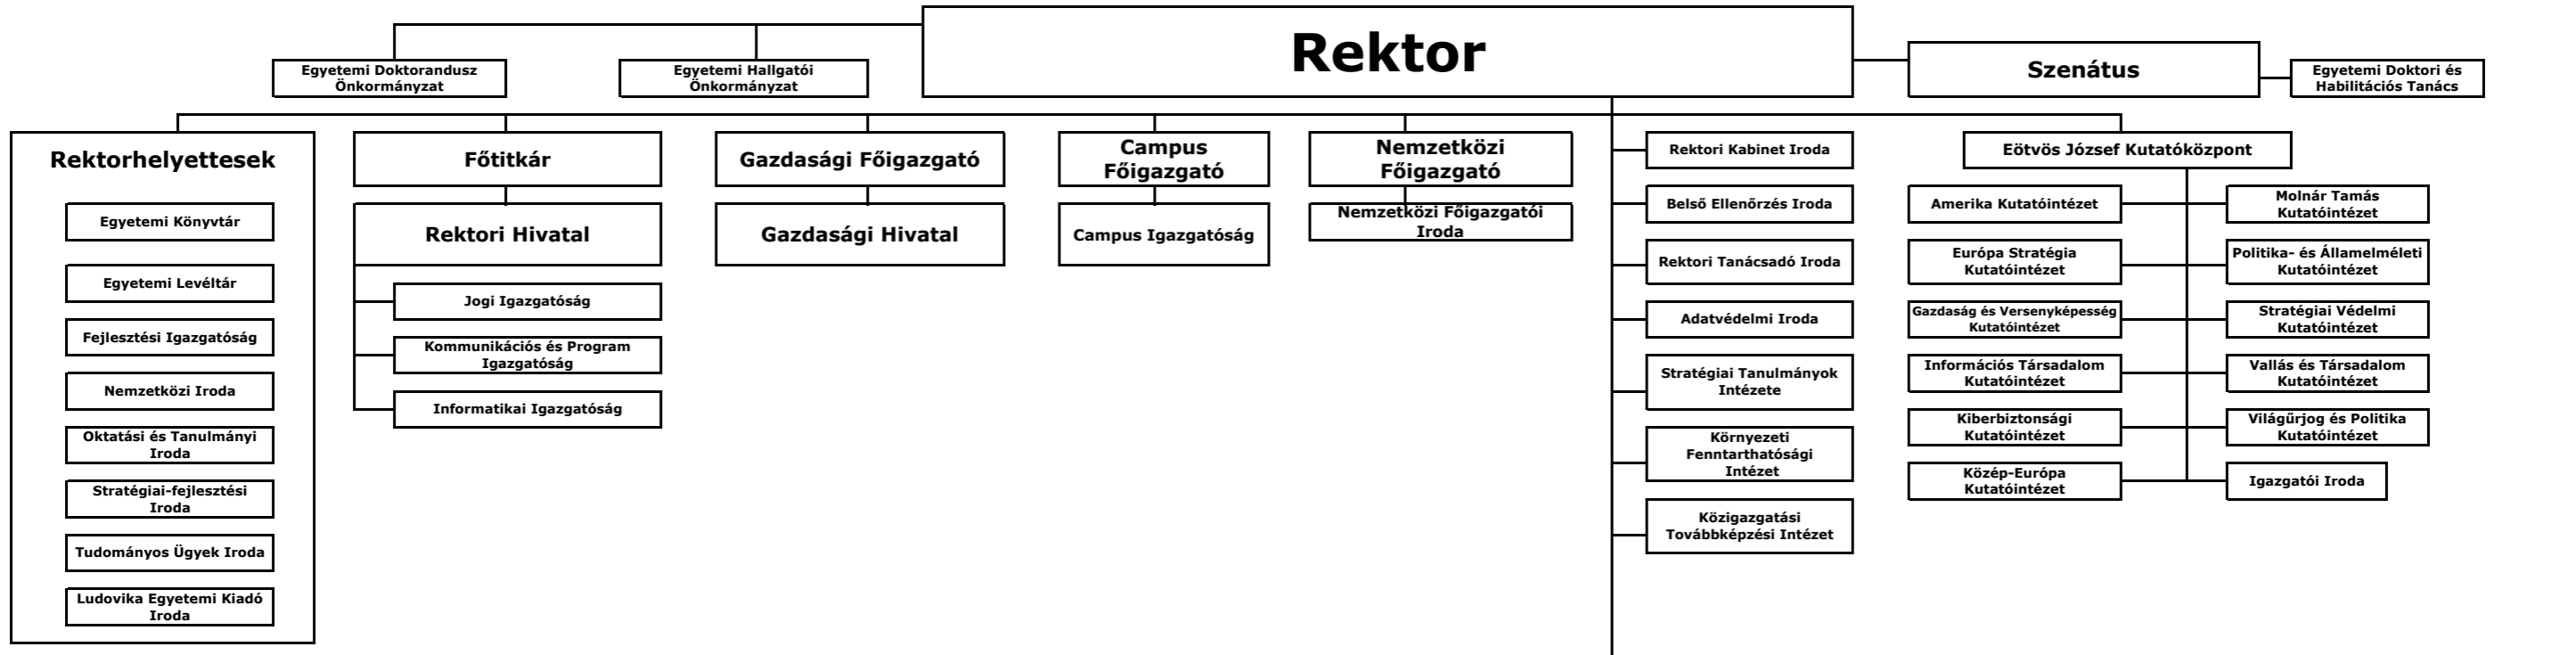 Rektor
Egyetemi Doktorandusz
Önkormányzat
Egyetemi Hallgatói
Önkormányzat
Szenátus
Egyetemi Doktori és
Habilitációs Tanács
Rektorhelyettesek
Egyetemi Könyvtár
Egyetemi Levéltár
Fejlesztési Igazgatóság
Nemzetközi Iroda
Oktatási és Tanulmányi
Iroda
Stratégiai-fejlesztési
Iroda
Tudományos Ügyek Iroda
Ludovika Egyetemi Kiadó
Iroda
Főtitkár
Rektori Hivatal
Jogi Igazgatóság
Kommunikációs és Program
Igazgatóság
Informatikai Igazgatóság
Gazdasági Főigazgató
Gazdasági Hivatal
Campus
Főigazgató
Campus Igazgatóság
Nemzetközi
Főigazgató
Nemzetközi Főigazgatói
Iroda
Rektori Kabinet Iroda
Belső Ellenőrzés Iroda
Rektori Tanácsadó Iroda
Adatvédelmi Iroda
Stratégiai Tanulmányok
Intézete
Környezeti
Fenntarthatósági
Intézet
Közigazgatási
Továbbképzési Intézet
Eötvös József Kutatóközpont
Amerika Kutatóintézet
Európa Stratégia
Kutatóintézet
Gazdaság és Versenyképesség
Kutatóintézet
Információs Társadalom
Kutatóintézet
Kiberbiztonsági
Kutatóintézet
Közép-Európa
Kutatóintézet
Molnár Tamás
Kutatóintézet
Politika- és Államelméleti
Kutatóintézet
Stratégiai Védelmi
Kutatóintézet
Vallás és Társadalom
Kutatóintézet
Világűrjog és Politika
Kutatóintézet
Igazgatói Iroda